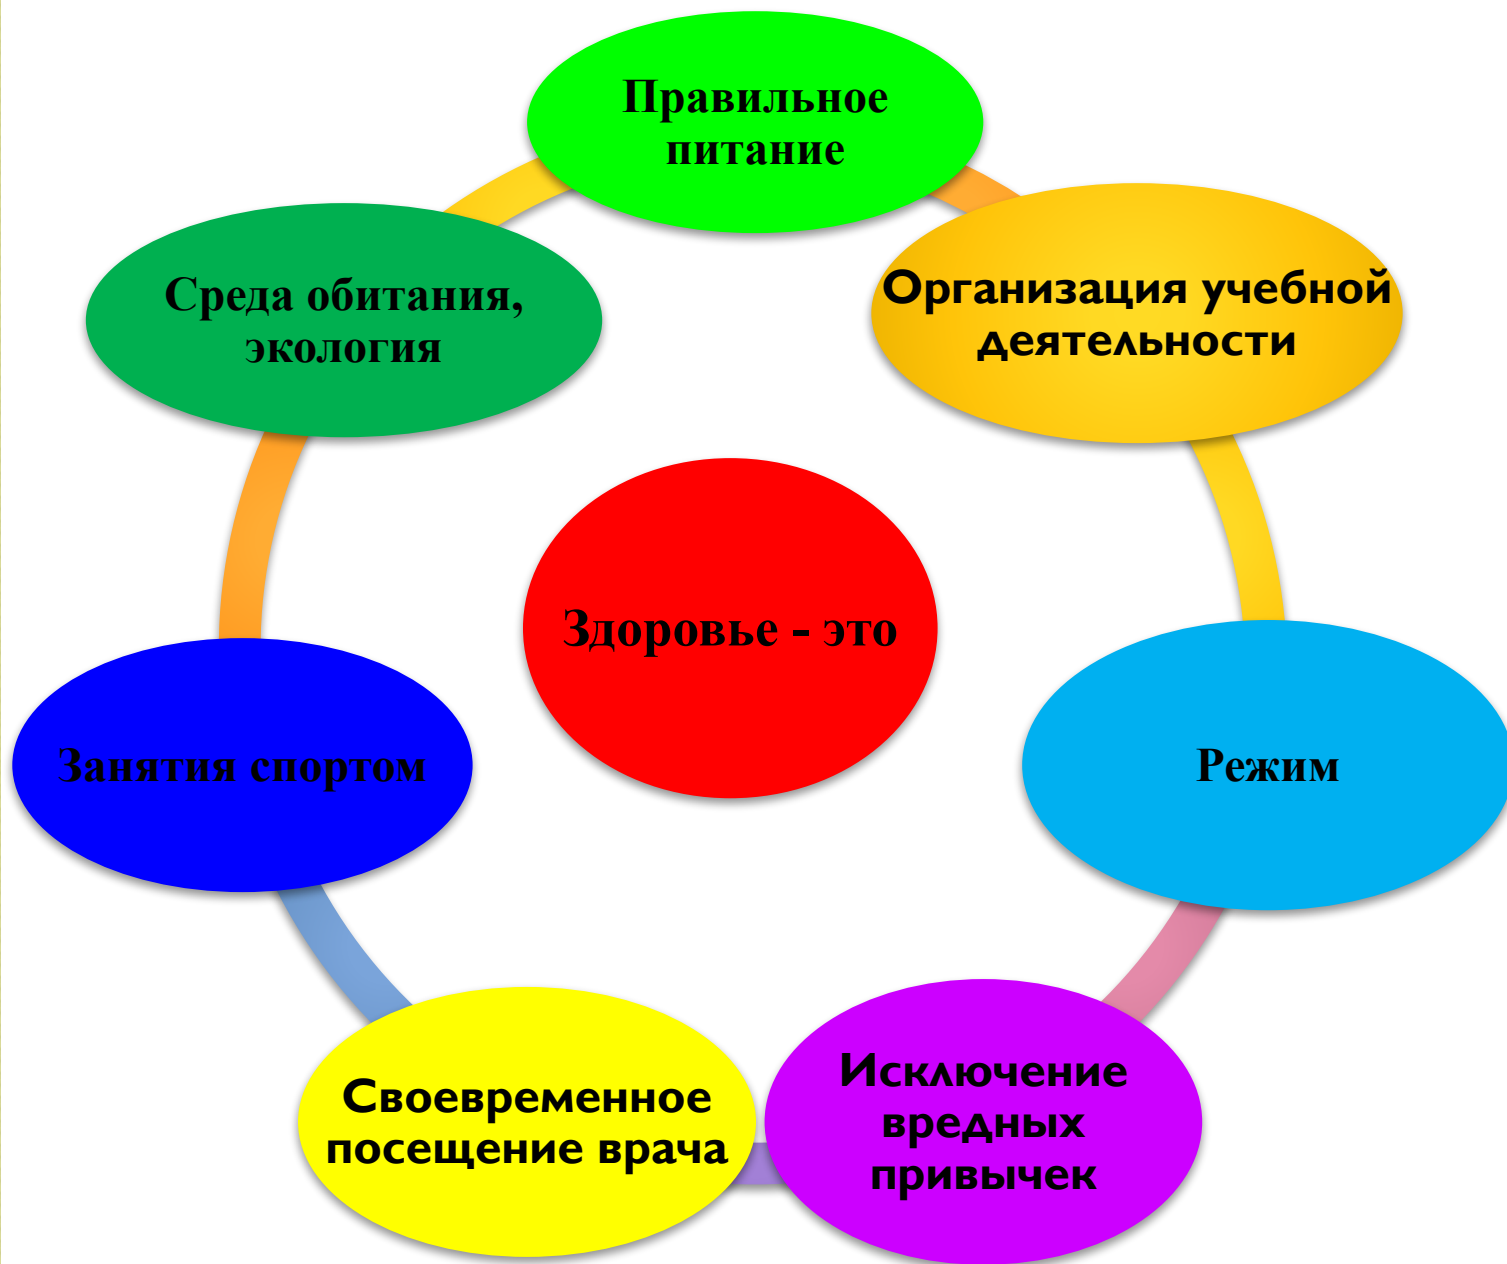 Правильное
питание
Организация учебной
деятельности
Среда обитания,
экология
Здоровье - это
Занятия спортом
Режим
Своевременное
посещение врача
Исключение
вредных
привычек